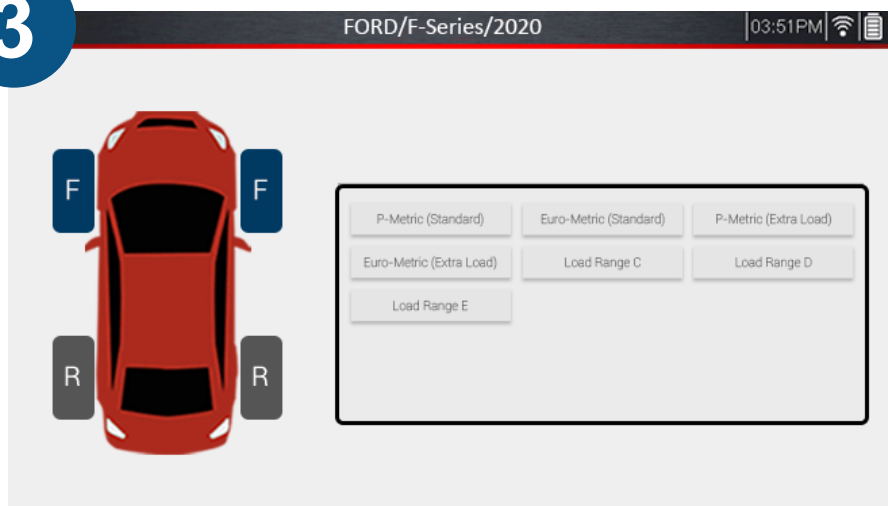 3
FORD/F-Series/2020
03:51PM
F F
P-Metric (Standard) Euro-Metric (Standard) P-Metric (Extra Load)
Euro-Metric (Extra Load) Load Range C Load Range D
Load Range E
R R